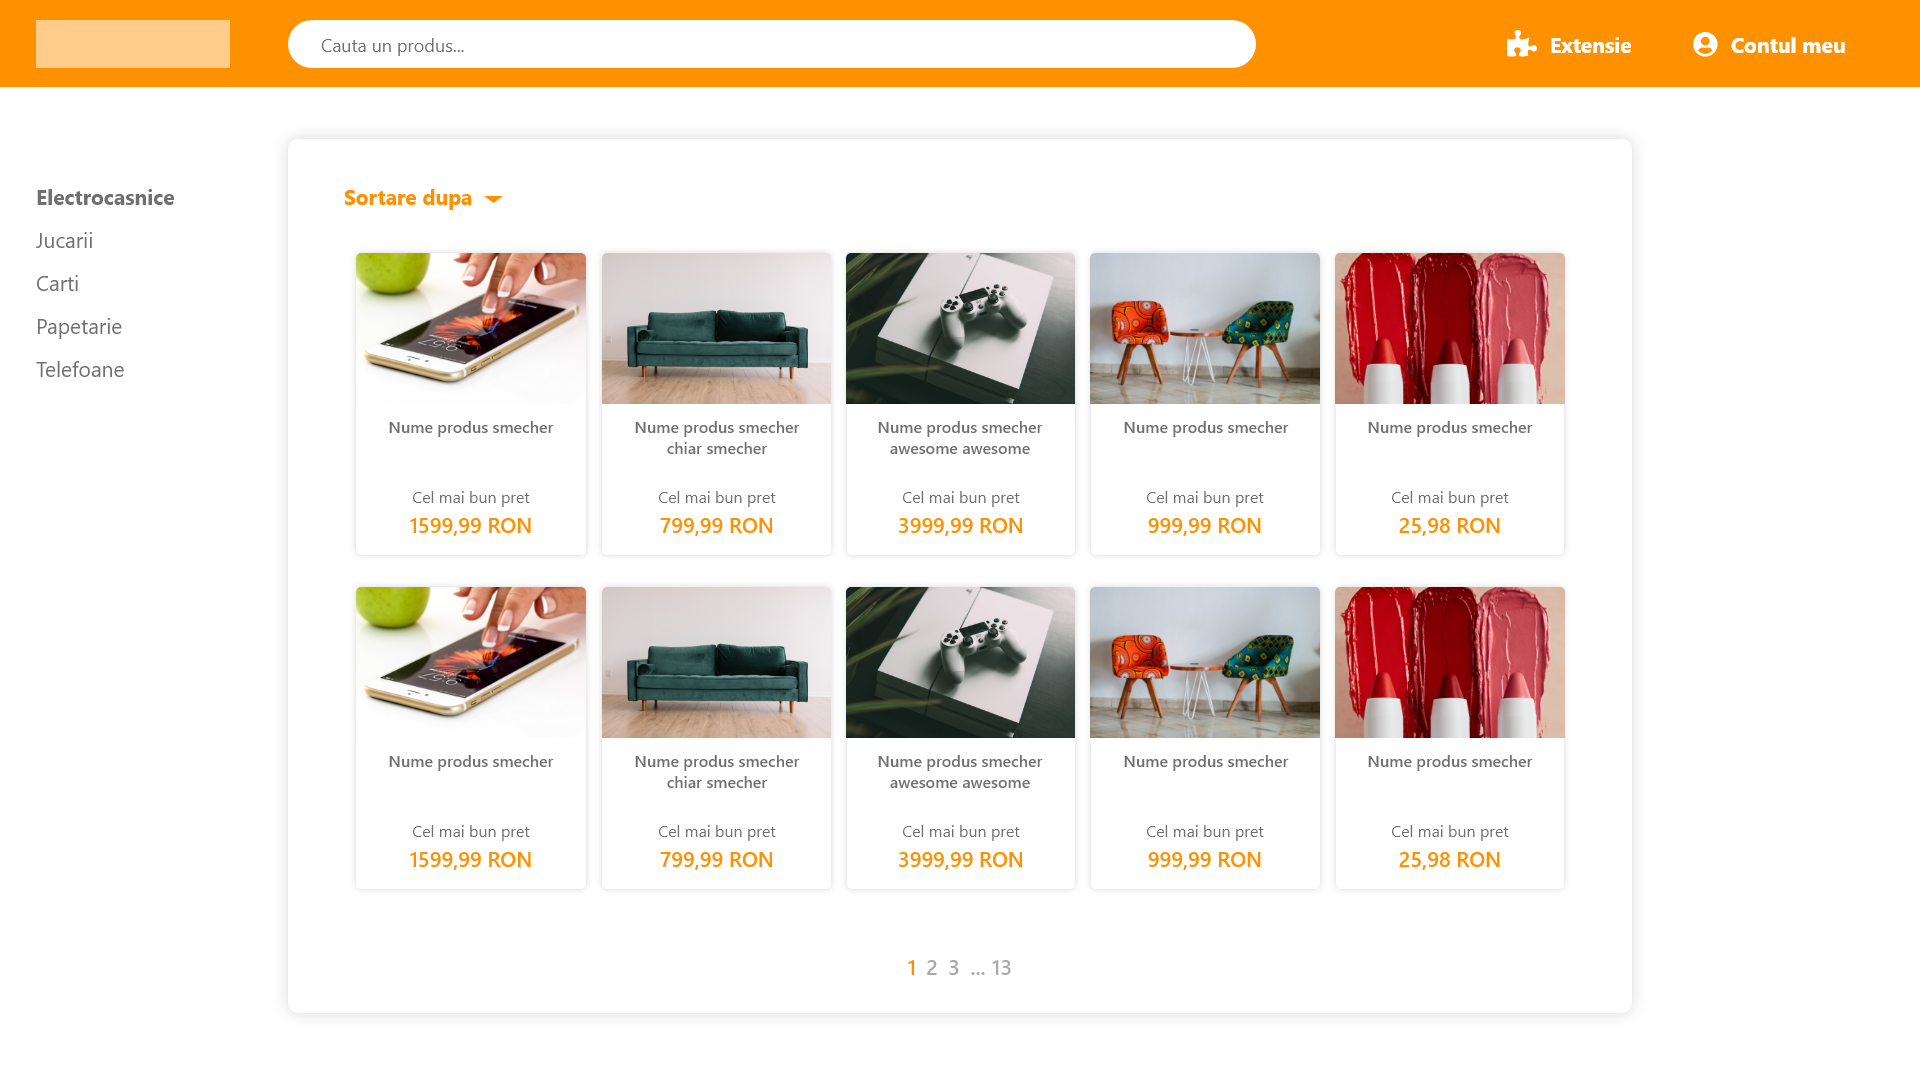 Cauta un produs...
Extensie
Contul meu
Electrocasnice
Jucarii
Carti
Papetarie
Telefoane
Sortare dupa
Nume produs smecher
Cel mai bun pret
1599,99 RON
Nume produs smecher
chiar smecher
Cel mai bun pret
799,99 RON
Nume produs smecher
awesome awesome
Cel mai bun pret
3999,99 RON
Nume produs smecher
Cel mai bun pret
999,99 RON
Nume produs smecher
Cel mai bun pret
25,98 RON
Nume produs smecher
Cel mai bun pret
1599,99 RON
Nume produs smecher
chiar smecher
Cel mai bun pret
799,99 RON
Nume produs smecher
awesome awesome
Cel mai bun pret
3999,99 RON
Nume produs smecher
Cel mai bun pret
999,99 RON
Nume produs smecher
Cel mai bun pret
25,98 RON
1 2 3 ... 13